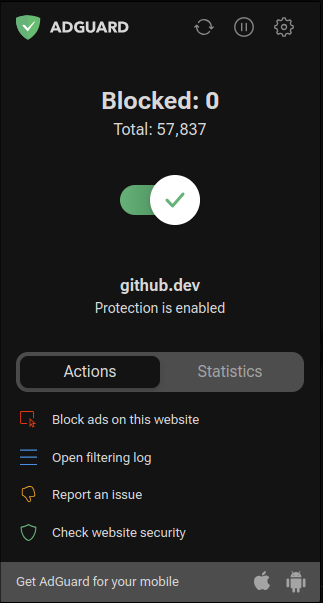 ADGUARD
Blocked: 0
Total: 57,837
github.dev
Protection is enabled
Actions Statistics
Block ads on this website
Open filtering log
Report an issue
Check website security
Get AdGuard for your mobile